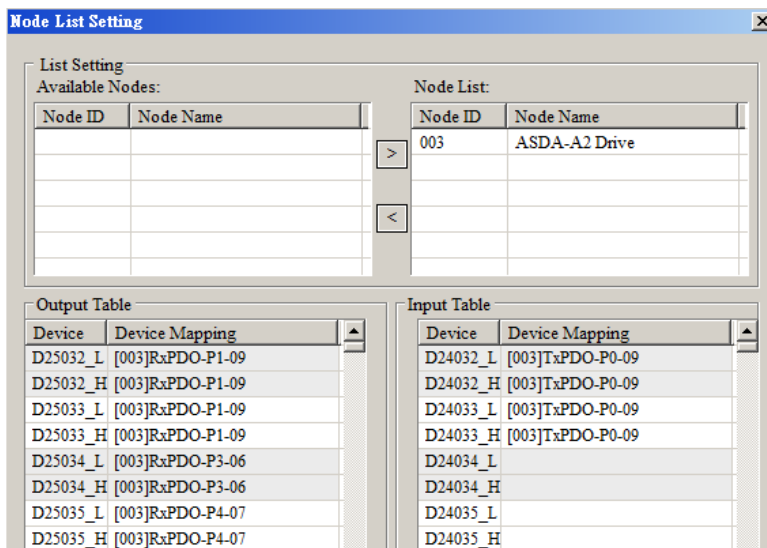 Node List Setting
List Setting
Available Nodes:
Node ID Node Name
>
<
Node List:
Node ID Node Name
003 ASDA-A2 Drive
Output Table
Device Device Mapping
D25032_L [003]RxPDO-P1-09
D25032_H [003]RxPDO-P1-09
D25033_L [003]RxPDO-P1-09
D25033_H [003]RxPDO-P1-09
D25034_L [003]RxPDO-P3-06
D25034_H [003]RxPDO-P3-06
D25035_L [003]RxPDO-P4-07
D25035_H [003]RxPDO-P4-07
Input Table
Device Device Mapping
D24032_L [003]TxPDO-P0-09
D24032_H [003]TxPDO-P0-09
D24033_L [003]TxPDO-P0-09
D24033_H [003]TxPDO-P0-09
D24034_L
D24034_H
D24035_L
D24035_H